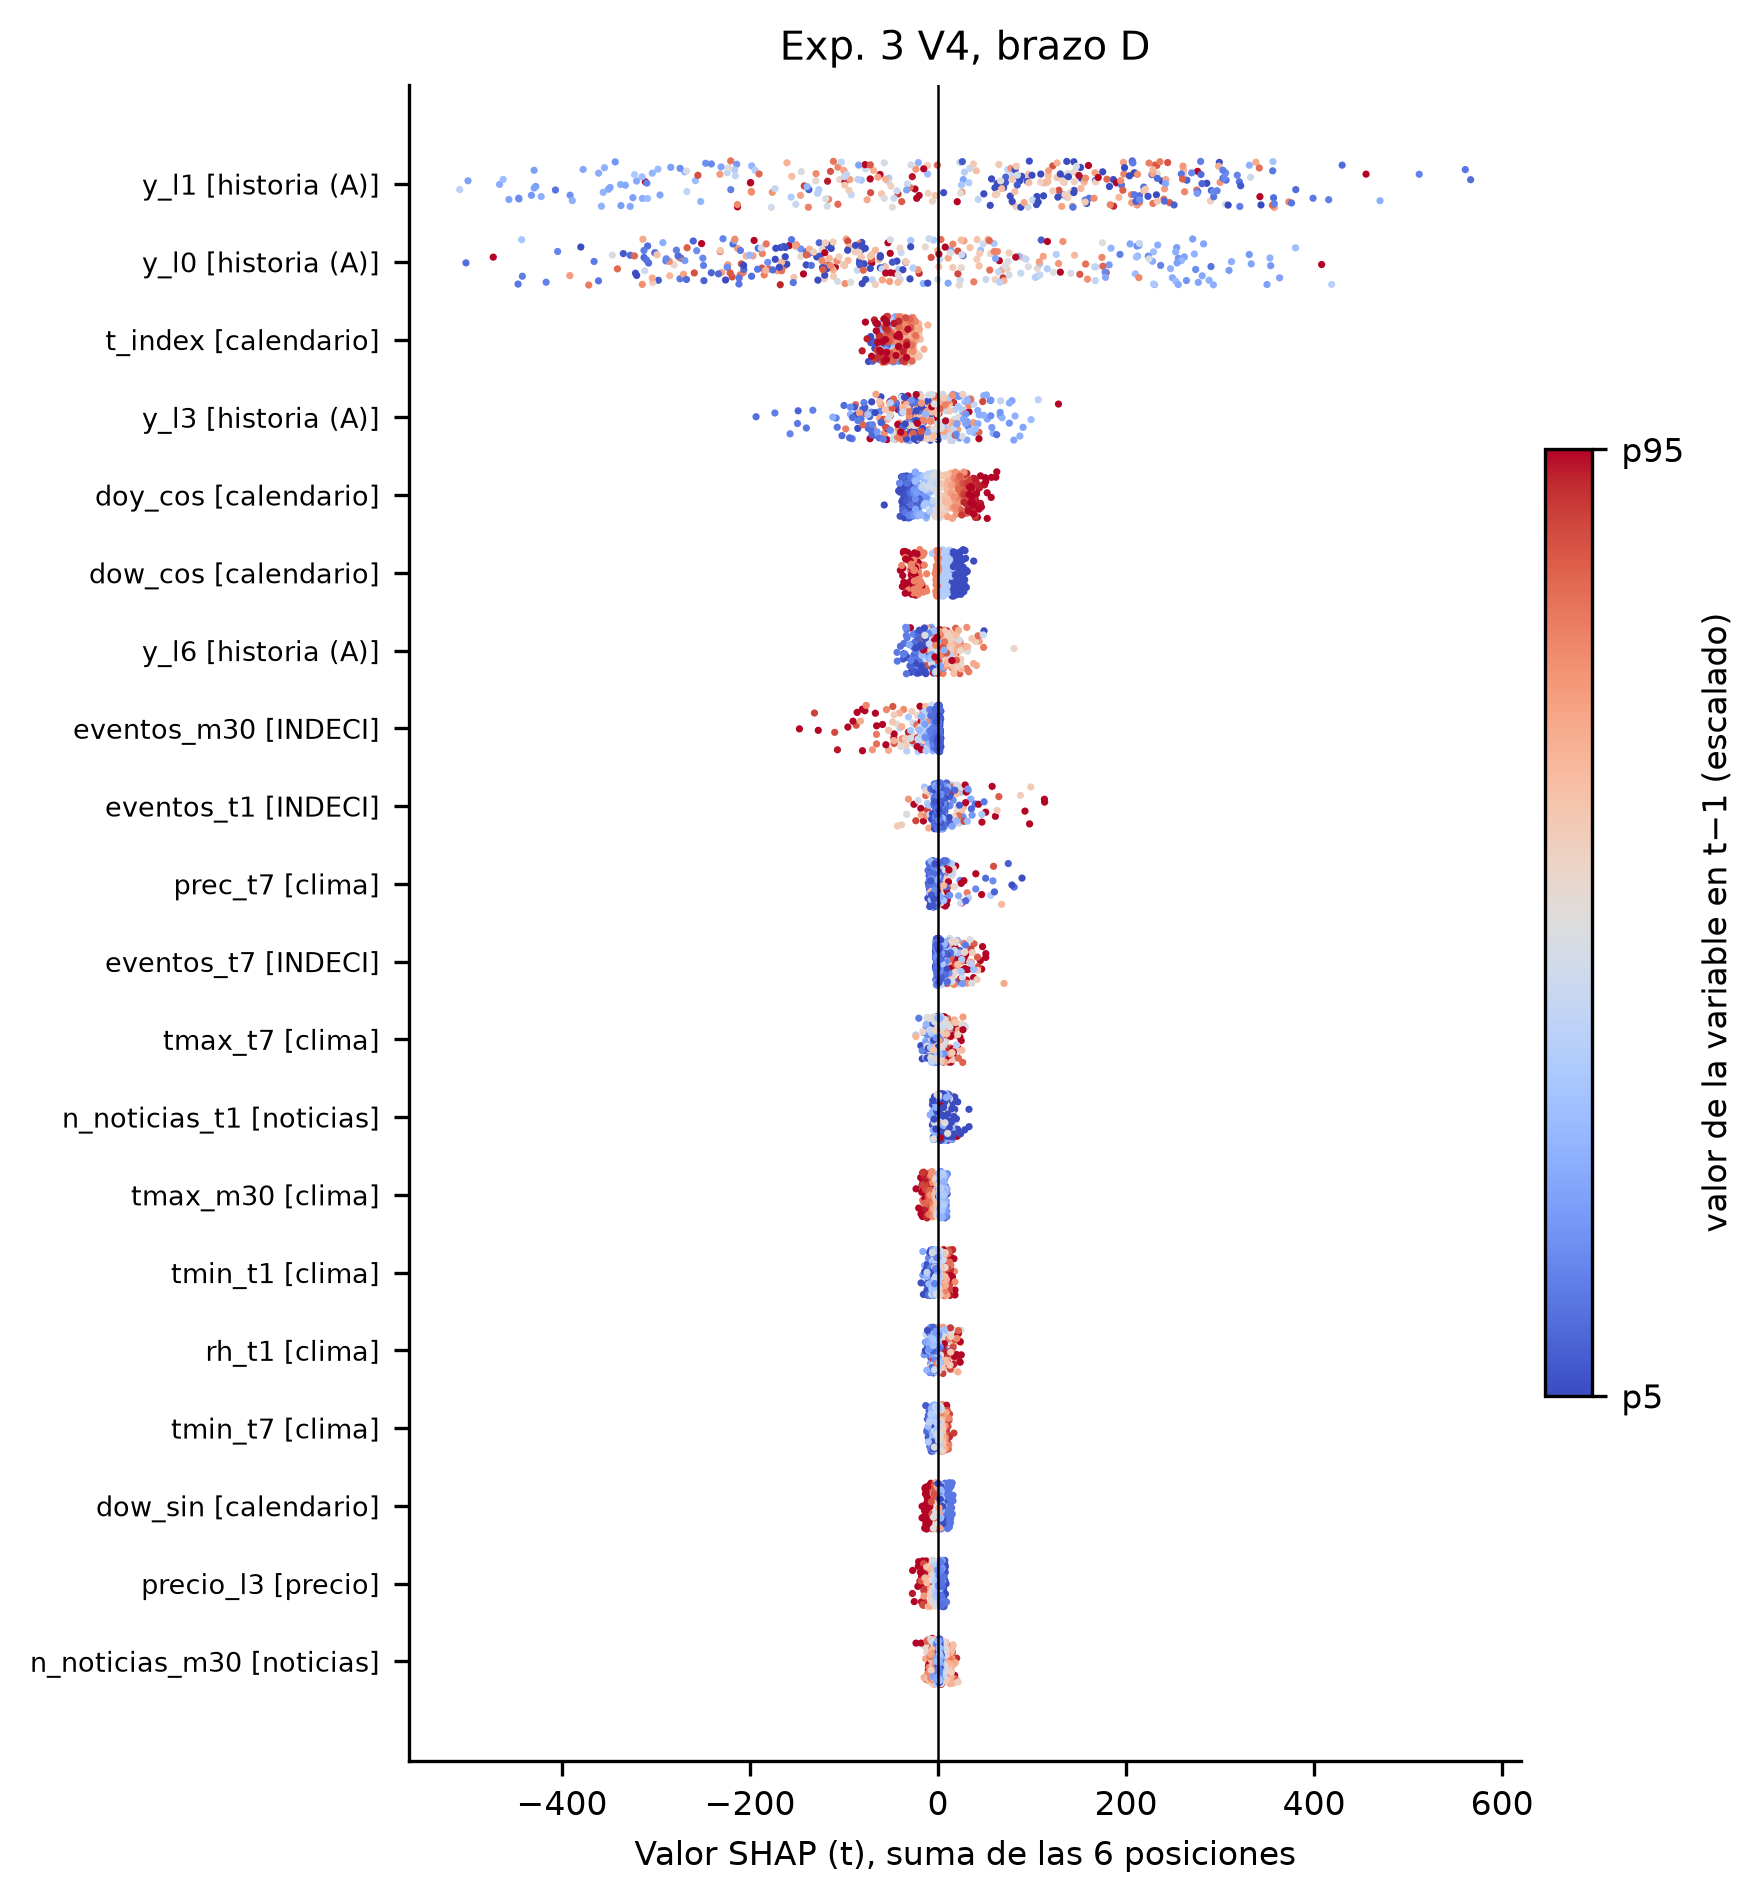 Exp. 3 V4, brazo D
y_l1 [historia (A)]
y_l0 [historia (A)]
t_index [calendario]
y_l3 [historia (A)]
doy_cos [calendario]
dow_cos [calendario]
y_l6 [historia (A)]
eventos_m30 [INDECI]
eventos_t1 [INDECI]
prec_t7 [clima]
eventos_t7 [INDECI]
tmax_t7 [clima]
n_noticias_t1 [noticias]
tmax_m30 [clima]
tmin_t1 [clima]
rh_t1 [clima]
tmin_t7 [clima]
dow_sin [calendario]
precio_l3 [precio]
n_noticias_m30 [noticias]
−400 −200 0 200 400 600
Valor SHAP (t), suma de las 6 posiciones
p95
p5
valor de la variable en t−1 (escalado)